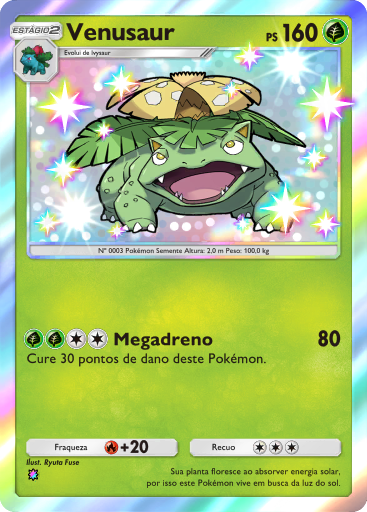 ESTÁGIO 2
Venusaur
PS 160
Evolui de Ivysaur
Nº 0003 Pokémon Semente Altura: 2,0 m Peso: 100,0 kg
Megadreno 80
Cure 30 pontos de dano deste Pokémon.
Fraqueza +20 Recuo
Ilust. Ryuta Fuse
Sua planta floresce ao absorver energia solar,
por isso este Pokémon vive em busca da luz do sol.